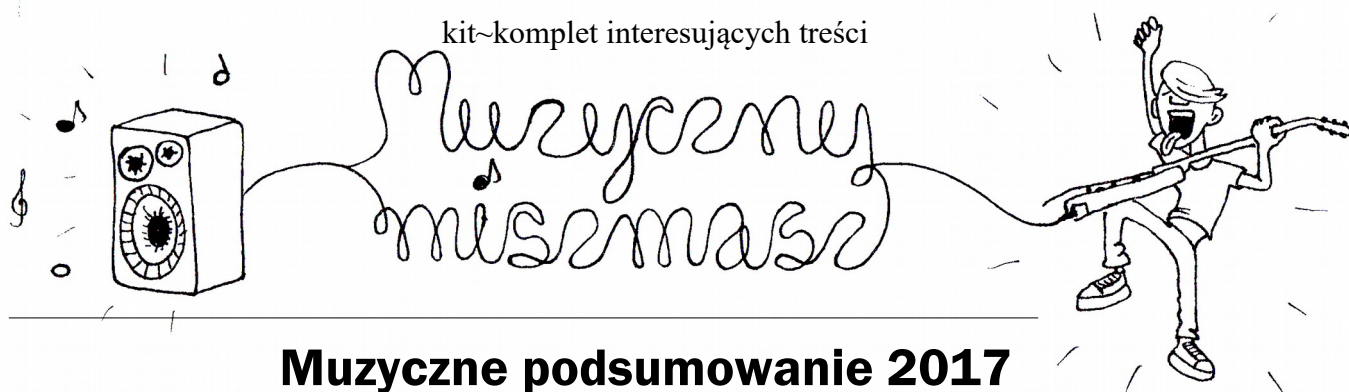 kit~komplet interesujących treści
Muzyczny
miszmasz
Muzyczne podsumowanie 2017